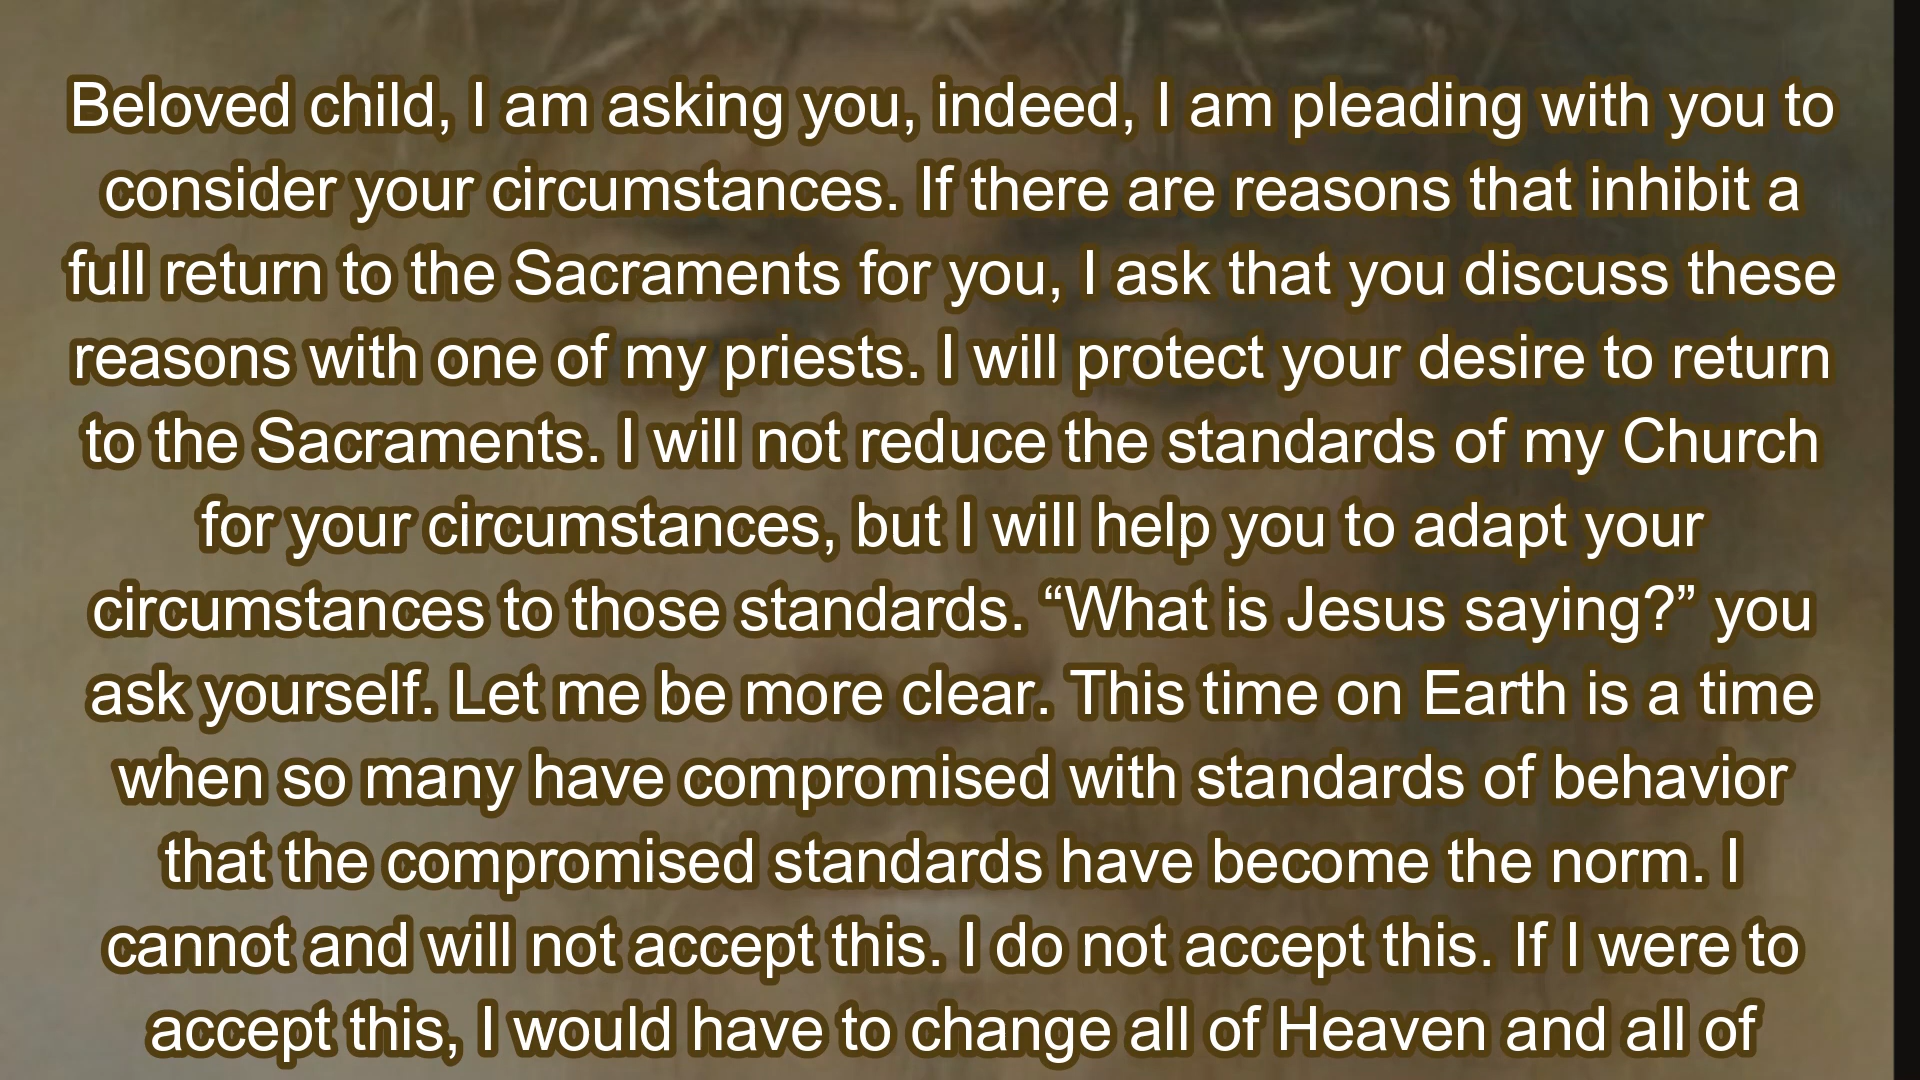 Beloved child, I am asking you, indeed, I am pleading with you to
consider your circumstances. If there are reasons that inhibit a
full return to the Sacraments for you, I ask that you discuss these
reasons with one of my priests. I will protect your desire to return
to the Sacraments. I will not reduce the standards of my Church
for your circumstances, but I will help you to adapt your
circumstances to those standards. “What is Jesus saying?” you
ask yourself. Let me be more clear. This time on Earth is a time
when so many have compromised with standards of behavior
that the compromised standards have become the norm. I
cannot and will not accept this. I do not accept this. If I were to
accept this, I would have to change all of Heaven and all of